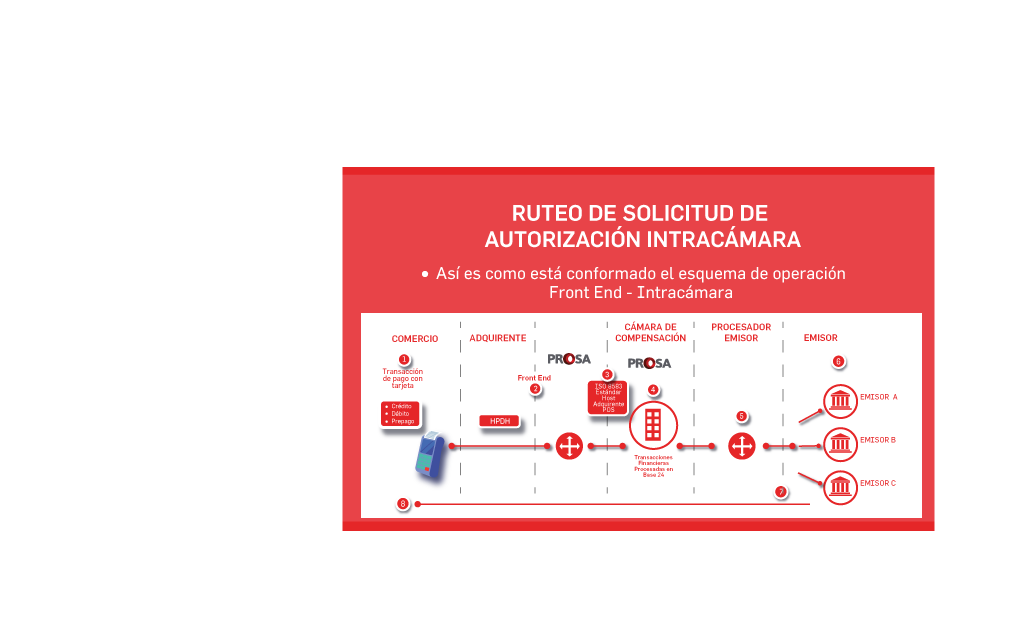 RUTEO DE SOLICITUD DE
AUTORIZACIÓN INTRACÁMARA
• Así es como está conformado el esquema de operación
Front End - Intracámara
COMERCIO
ADQUIRENTE
CÁMARA DE
COMPENSACIÓN
PROCESADOR
EMISOR
EMISOR
1
Transacción
de pago con
tarjeta
• Crédito
• Débito
• Prepago
HPDH
Front End
2
PROSA
3
ISO 8583
Estándar
Host
Adquirente
POS
PROSA
4
Transacciones
Financieras
Procesadas en
Base 24
5
6
EMISOR A
EMISOR B
EMISOR C
7
8